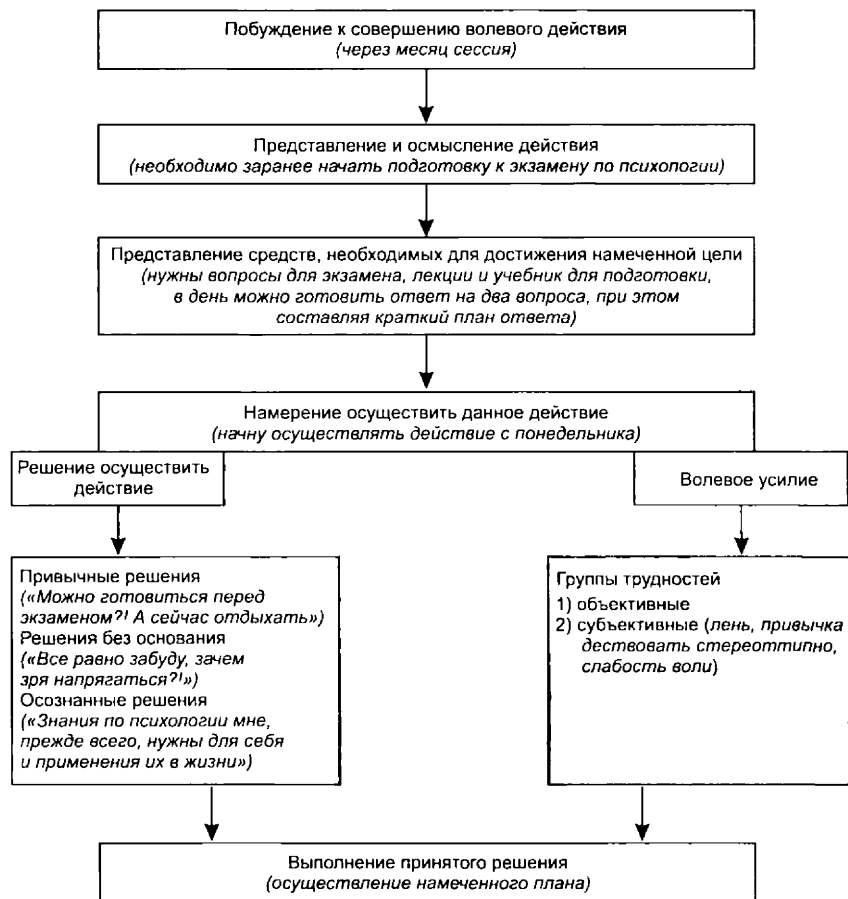 Побуждение к совершению волевого действия
(через месяц сессия)
Представление и осмысление действия
(необходимо заранее начать подготовку к экзамену по психологии)
Представление средств, необходимых для достижения намеченной цели
(нужны вопросы для экзамена, лекции и учебник для подготовки,
в день можно готовить ответ на два вопроса, при этом
составляя краткий план ответа)
Намерение осуществить данное действие
(начну осуществлять действие с понедельника)
Решение осуществить
действие
Волевое усилие
Привычные решения
(«Можно готовиться перед
экзаменом?! А сейчас отдыхать»)
Решения без основания
(«Все равно забуду, зачем
зря напрягаться?!»)
Осознанные решения
(«Знания по психологии мне,
прежде всего, нужны для себя
и применения их в жизни»)
Группы трудностей
1) объективные
2) субъективные (лень, привычка
дествовать стереоттипно,
слабость воли)
Выполнение принятого решения
(осуществление намеченного плана)